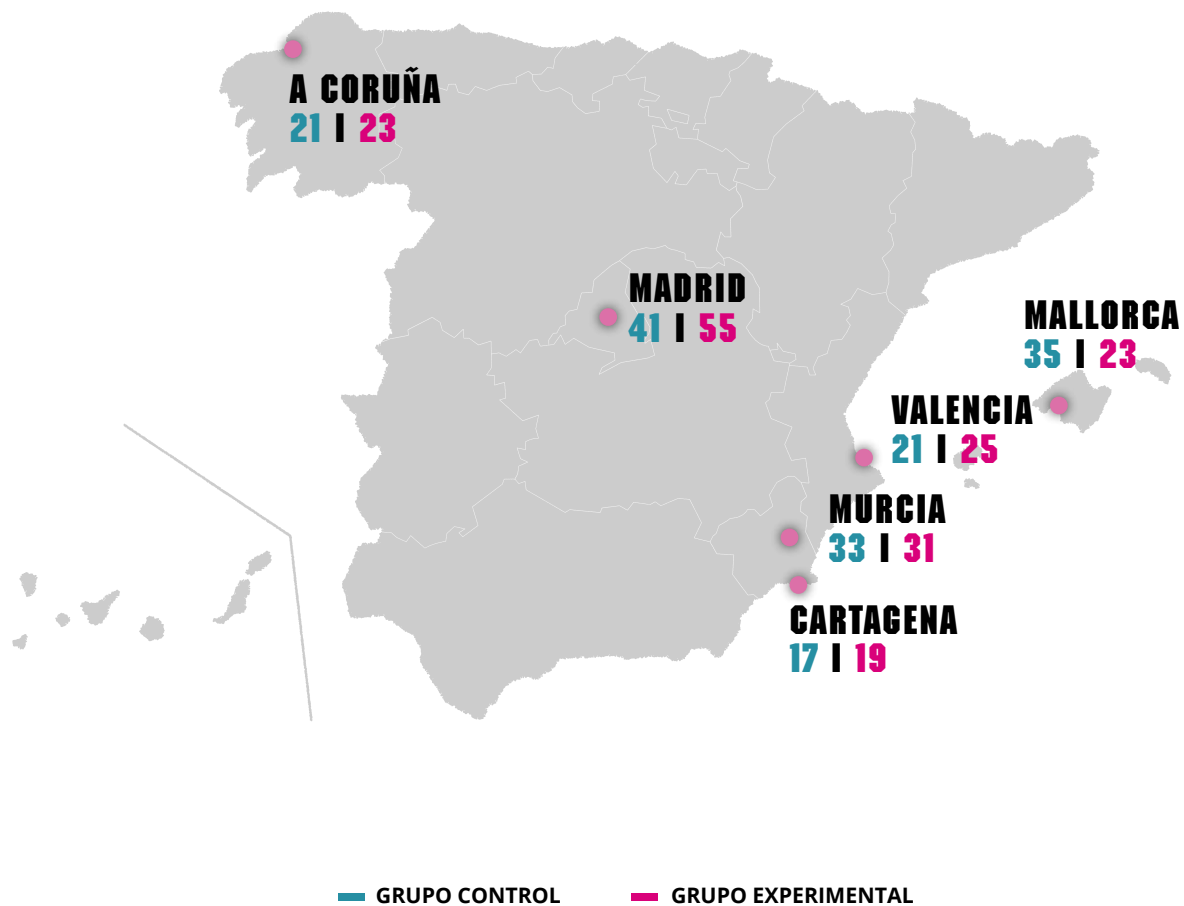 A CORUÑA
21 | 23
MADRID
41 | 55
MALLORCA
35 | 23
VALENCIA
21 | 25
MURCIA
33 | 31
CARTAGENA
17 | 19
GRUPO CONTROL
GRUPO EXPERIMENTAL